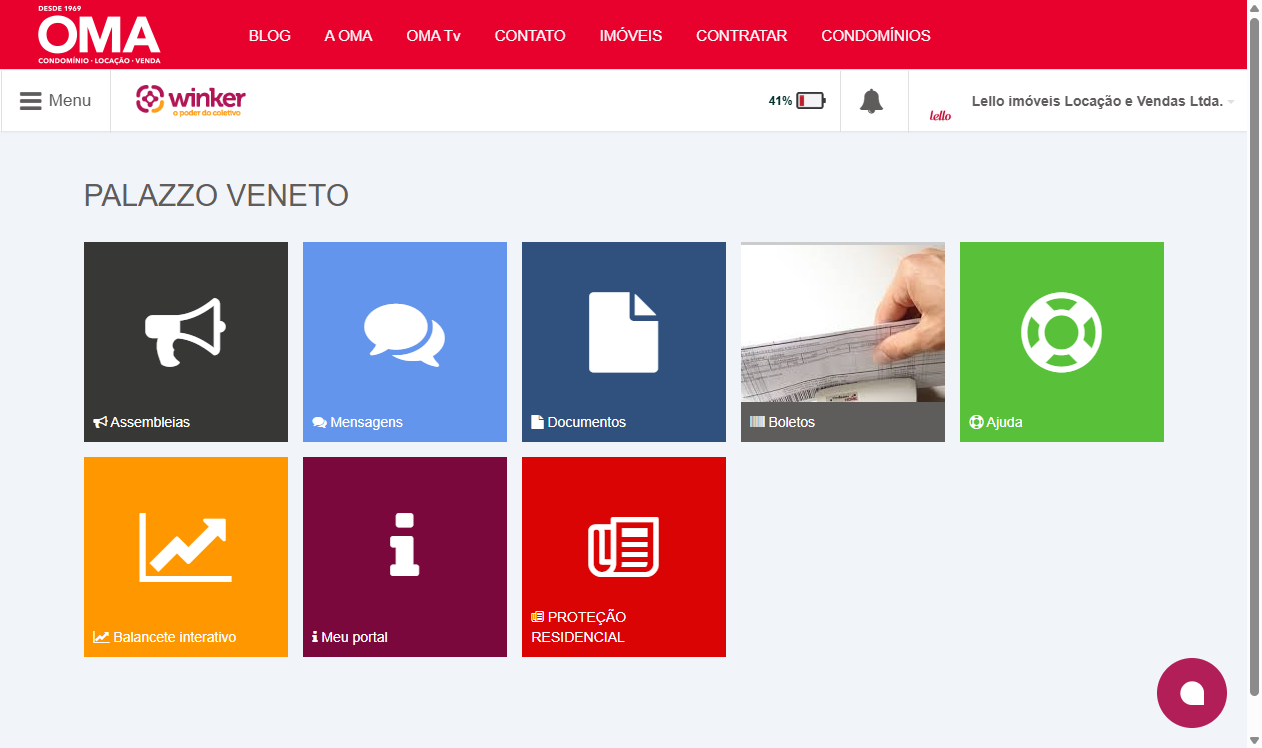 DESDE 1969
OMA
CONDOMÍNIO · LOCAÇÃO · VENDA
BLOG
A OMA
OMA Tv
CONTATO
IMÓVEIS
CONTRATAR
CONDOMÍNIOS
Menu
winker
o poder do coletivo
41%
lello
Lello imóveis Locação e Vendas Ltda.
PALAZZO VENETO
Assembleias
Mensagens
Documentos
Boletos
Ajuda
Balancete interativo
Meu portal
PROTEÇÃO
RESIDENCIAL